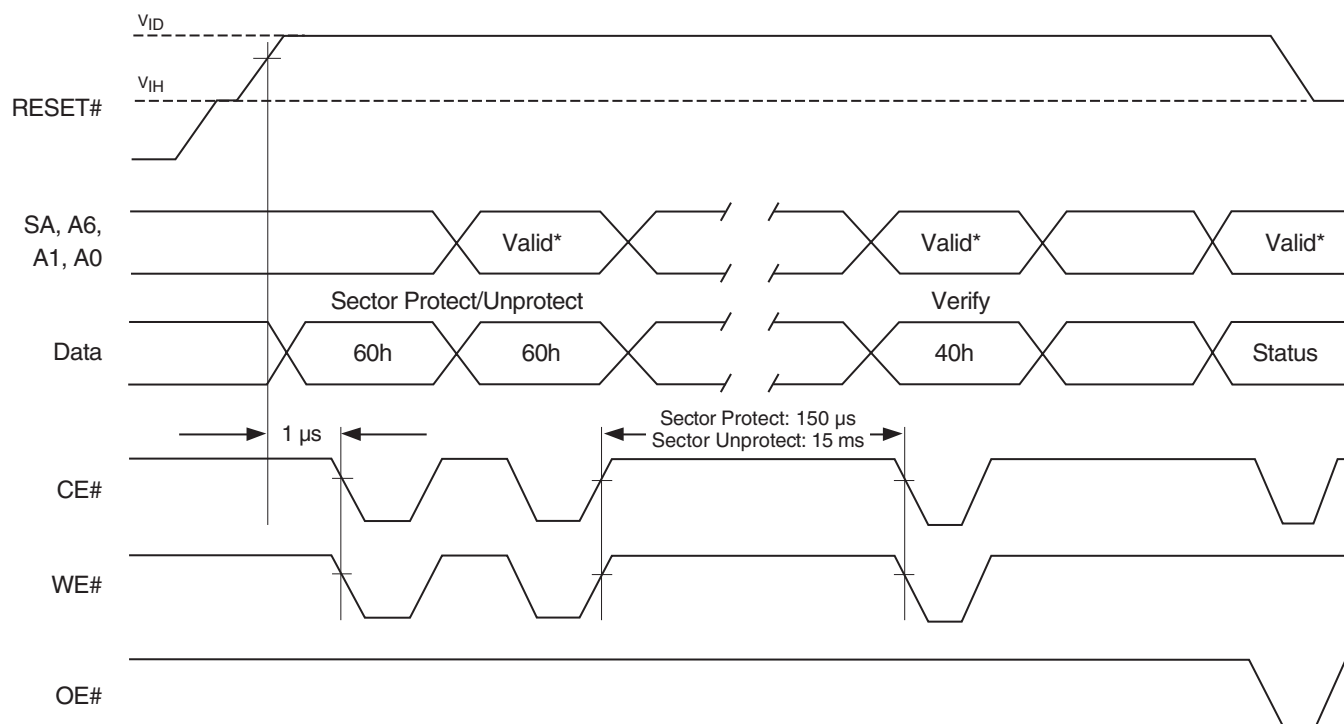 VID
VIH
RESET#
SA, A6,
A1, A0
Valid*
Valid*
Valid*
Sector Protect/Unprotect
Verify
Data
60h
60h
40h
Status
1 µs
Sector Protect: 150 µs
Sector Unprotect: 15 ms
CE#
WE#
OE#